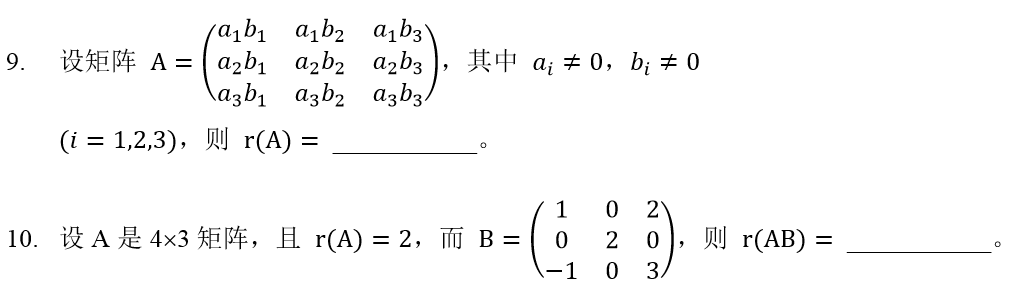 9. 设矩阵 A = (a₁b₁ a₁b₂ a₁b₃
a₂b₁ a₂b₂ a₂b₃
a₃b₁ a₃b₂ a₃b₃)，其中 aᵢ ≠ 0，bᵢ ≠ 0
(i = 1,2,3)，则 r(A) = ___________。
10. 设 A 是 4×3 矩阵，且 r(A) = 2，而 B = (1 0 2
0 2 0
−1 0 3)，则 r(AB) = ___________。